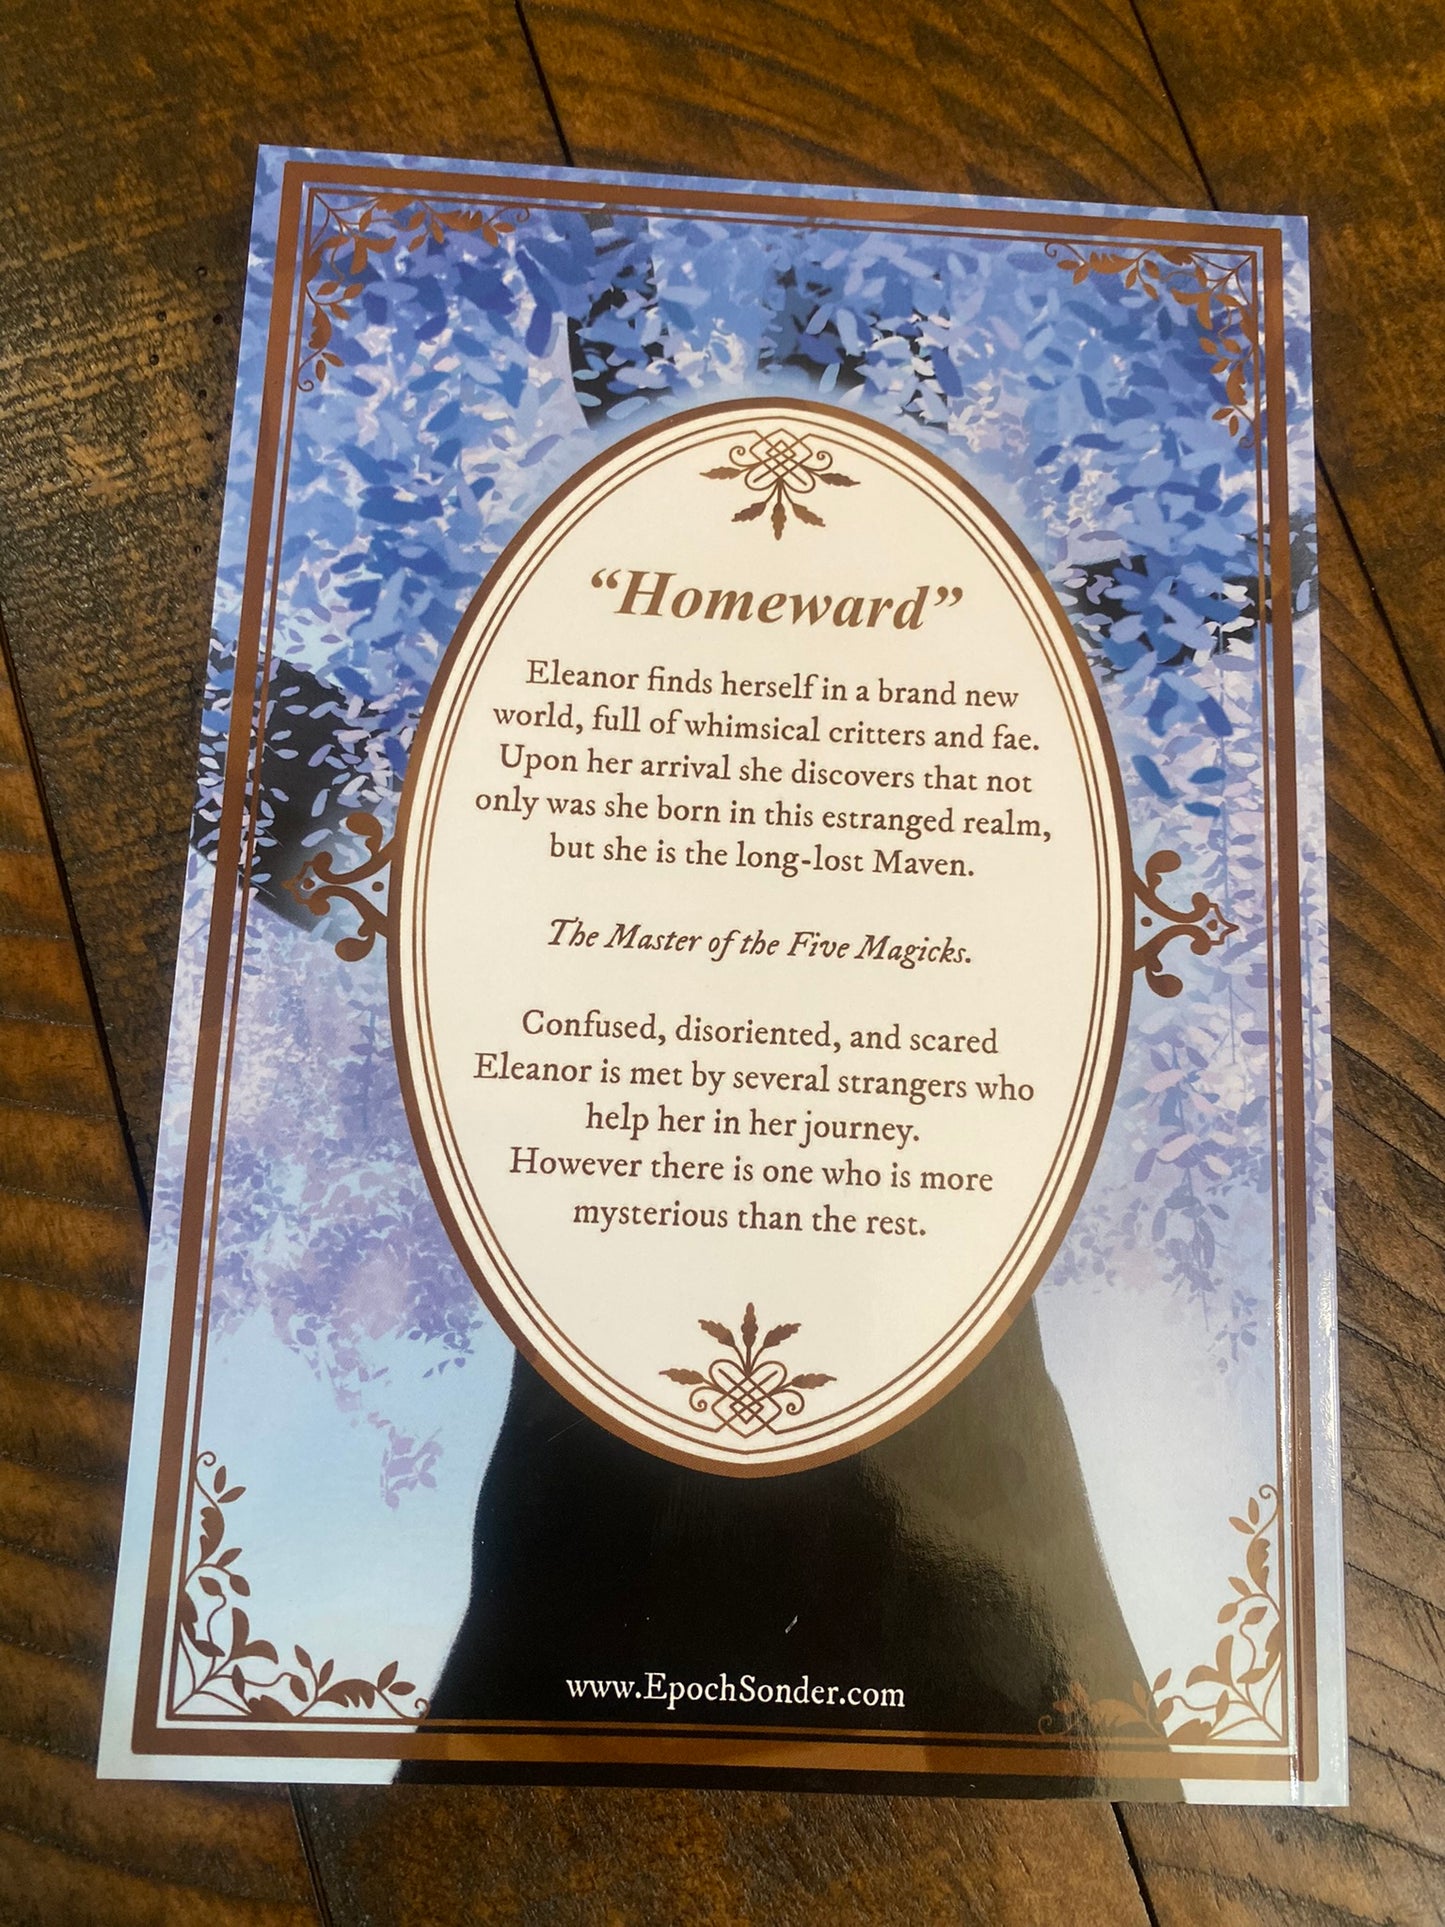 “Homeward”
Eleanor finds herself in a brand new
world, full of whimsical critters and fae.
Upon her arrival she discovers that not
only was she born in this estranged realm,
but she is the long-lost Maven.
The Master of the Five Magicks.
Confused, disoriented, and scared
Eleanor is met by several strangers who
help her in her journey.
However there is one who is more
mysterious than the rest.
www.EpochSonder.com